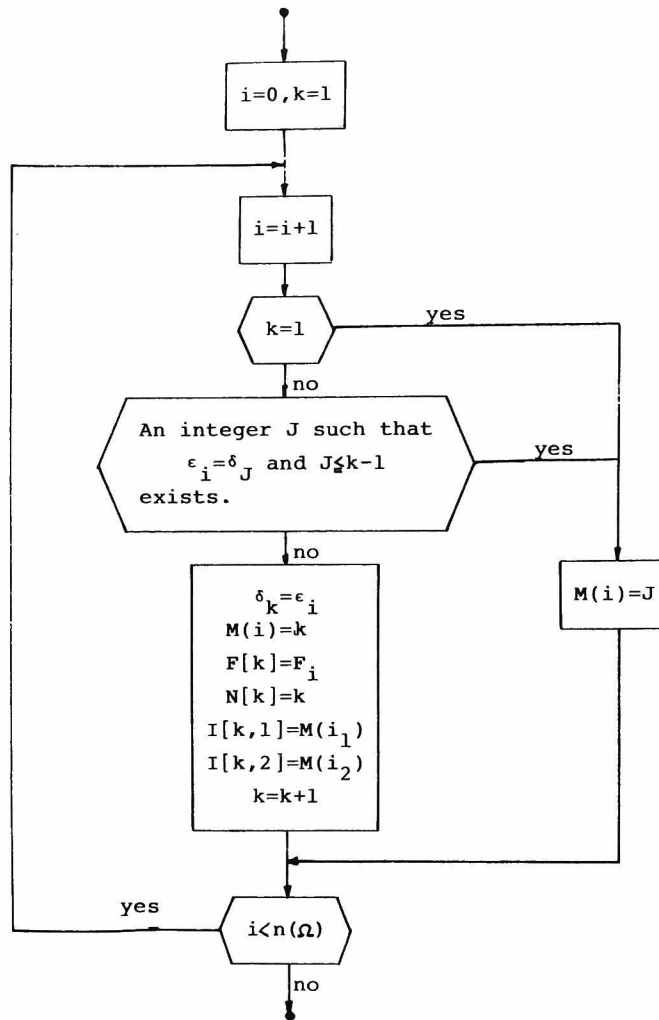 i=0,k=1
i=i+1
k=1
yes
no
An integer J such that
ε_i=δ_J and J≦k-1
exists.
yes
no
δ_k=ε_i
M(i)=k
F[k]=F_i
N[k]=k
I[k,1]=M(i_1)
I[k,2]=M(i_2)
k=k+1
M(i)=J
yes
i<n(Ω)
no